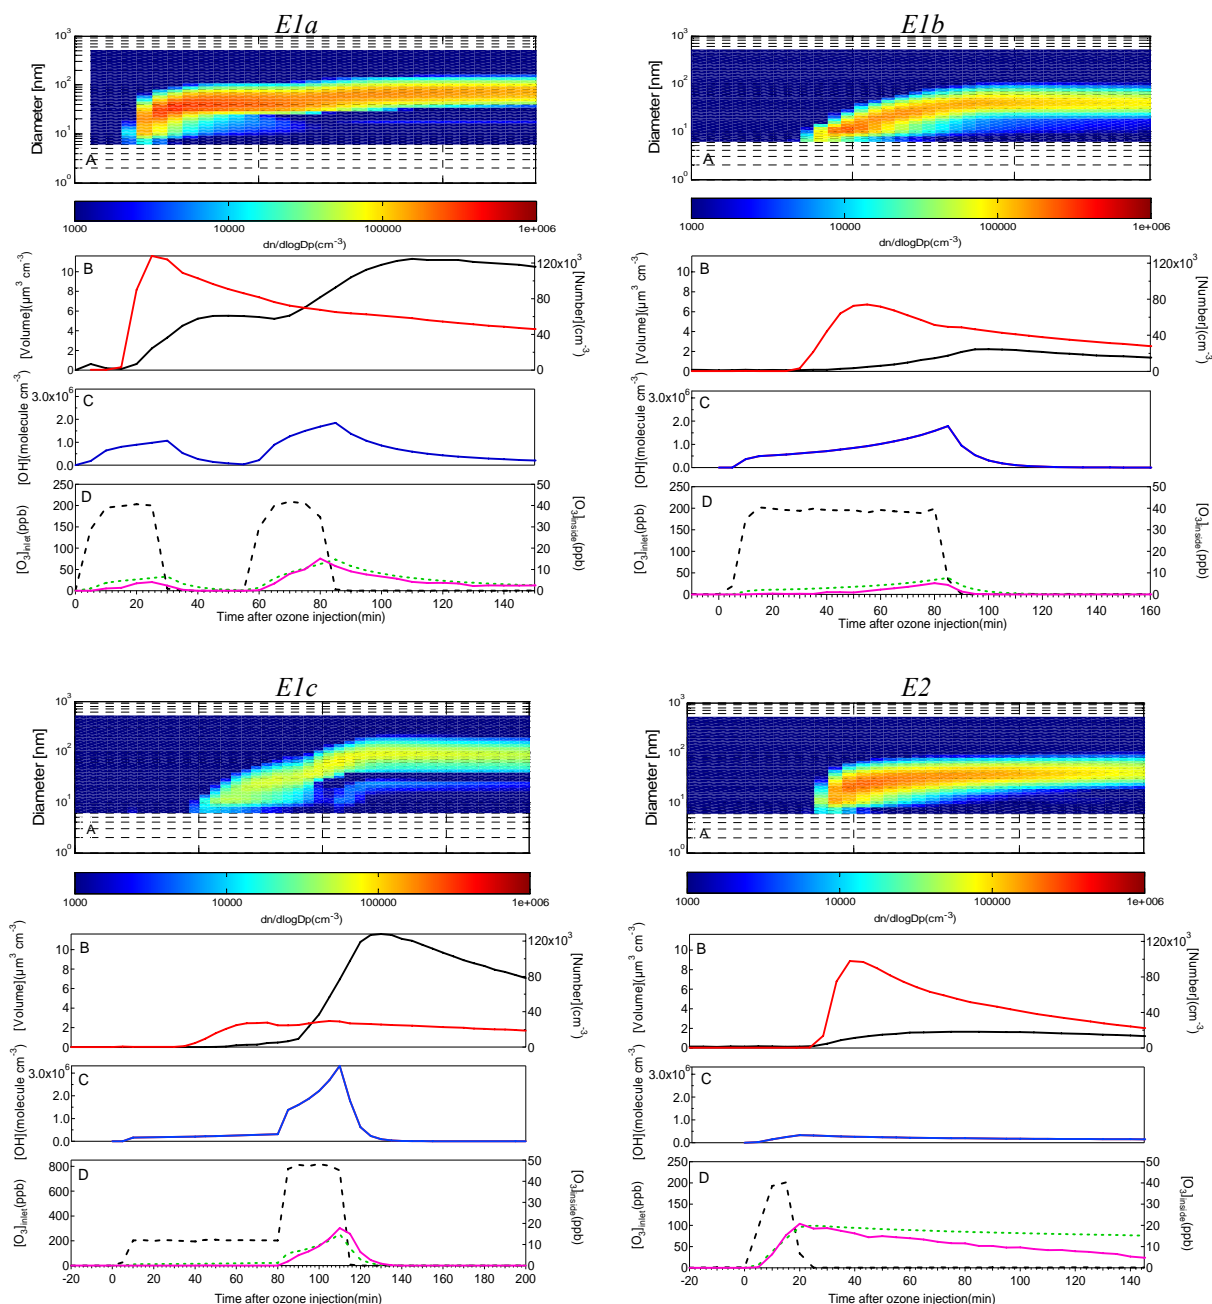 E1a
E1b
Diameter [nm]
10³
10²
10¹
10⁰
A
Diameter [nm]
10³
10²
10¹
10⁰
A
1000 10000 100000 1e+006
dn/dlogDp(cm⁻³)
1000 10000 100000 1e+006
dn/dlogDp(cm⁻³)
B
[Volume](µm³ cm⁻³)
10
8
6
4
2
0
120x10³
80
40
0
[Number](cm⁻³)
B
[Volume](µm³ cm⁻³)
10
8
6
4
2
0
120x10³
80
40
0
[Number](cm⁻³)
C
[OH](molecule cm⁻³)
3.0x10⁶
2.0
1.0
0.0
C
[OH](molecule cm⁻³)
3.0x10⁶
2.0
1.0
0.0
D
[O₃]inlet(ppb)
250
200
150
100
50
0
50
40
30
20
10
0
[O₃]inside(ppb)
0 20 40 60 80 100 120 140
Time after ozone injection(min)
D
[O₃]inlet(ppb)
250
200
150
100
50
0
50
40
30
20
10
0
[O₃]inside(ppb)
0 20 40 60 80 100 120 140 160
Time after ozone injection(min)
E1c
E2
Diameter [nm]
10³
10²
10¹
10⁰
A
Diameter [nm]
10³
10²
10¹
10⁰
A
1000 10000 100000 1e+006
dn/dlogDp(cm⁻³)
1000 10000 100000 1e+006
dn/dlogDp(cm⁻³)
B
[Volume](µm³ cm⁻³)
10
8
6
4
2
0
120x10³
80
40
0
[Number](cm⁻³)
B
[Volume](µm³ cm⁻³)
10
8
6
4
2
0
120x10³
80
40
0
[Number](cm⁻³)
C
[OH](molecule cm⁻³)
3.0x10⁶
2.0
1.0
0.0
C
[OH](molecule cm⁻³)
3.0x10⁶
2.0
1.0
0.0
D
[O₃]inlet(ppb)
800
600
400
200
0
50
40
30
20
10
0
[O₃]inside(ppb)
-20 0 20 40 60 80 100 120 140 160 180 200
Time after ozone injection(min)
D
[O₃]inlet(ppb)
250
200
150
100
50
0
50
40
30
20
10
0
[O₃]inside(ppb)
-20 0 20 40 60 80 100 120 140
Time after ozone injection(min)